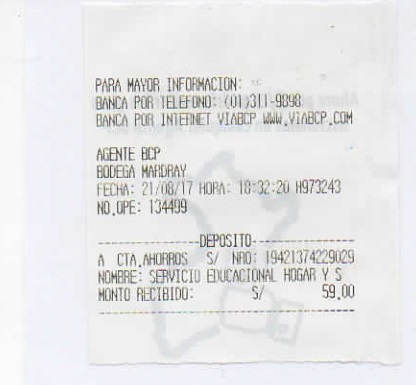 PARA MAYOR INFORMACION:
BANCA POR TELEFONO: (01)311-9898
BANCA POR INTERNET VIABCP WWW.VIABCP.COM
AGENTE BCP
BODEGA MARDRAY
FECHA: 21/08/17 HORA: 18:32:20 H973243
NO.OPE: 134499
--------------------DEPOSITO--------------------
A CTA.AHORROS S/ NRO: 19421374229029
NOMBRE: SERVICIO EDUCACIONAL HOGAR Y S
MONTO RECIBIDO: S/ 59.00